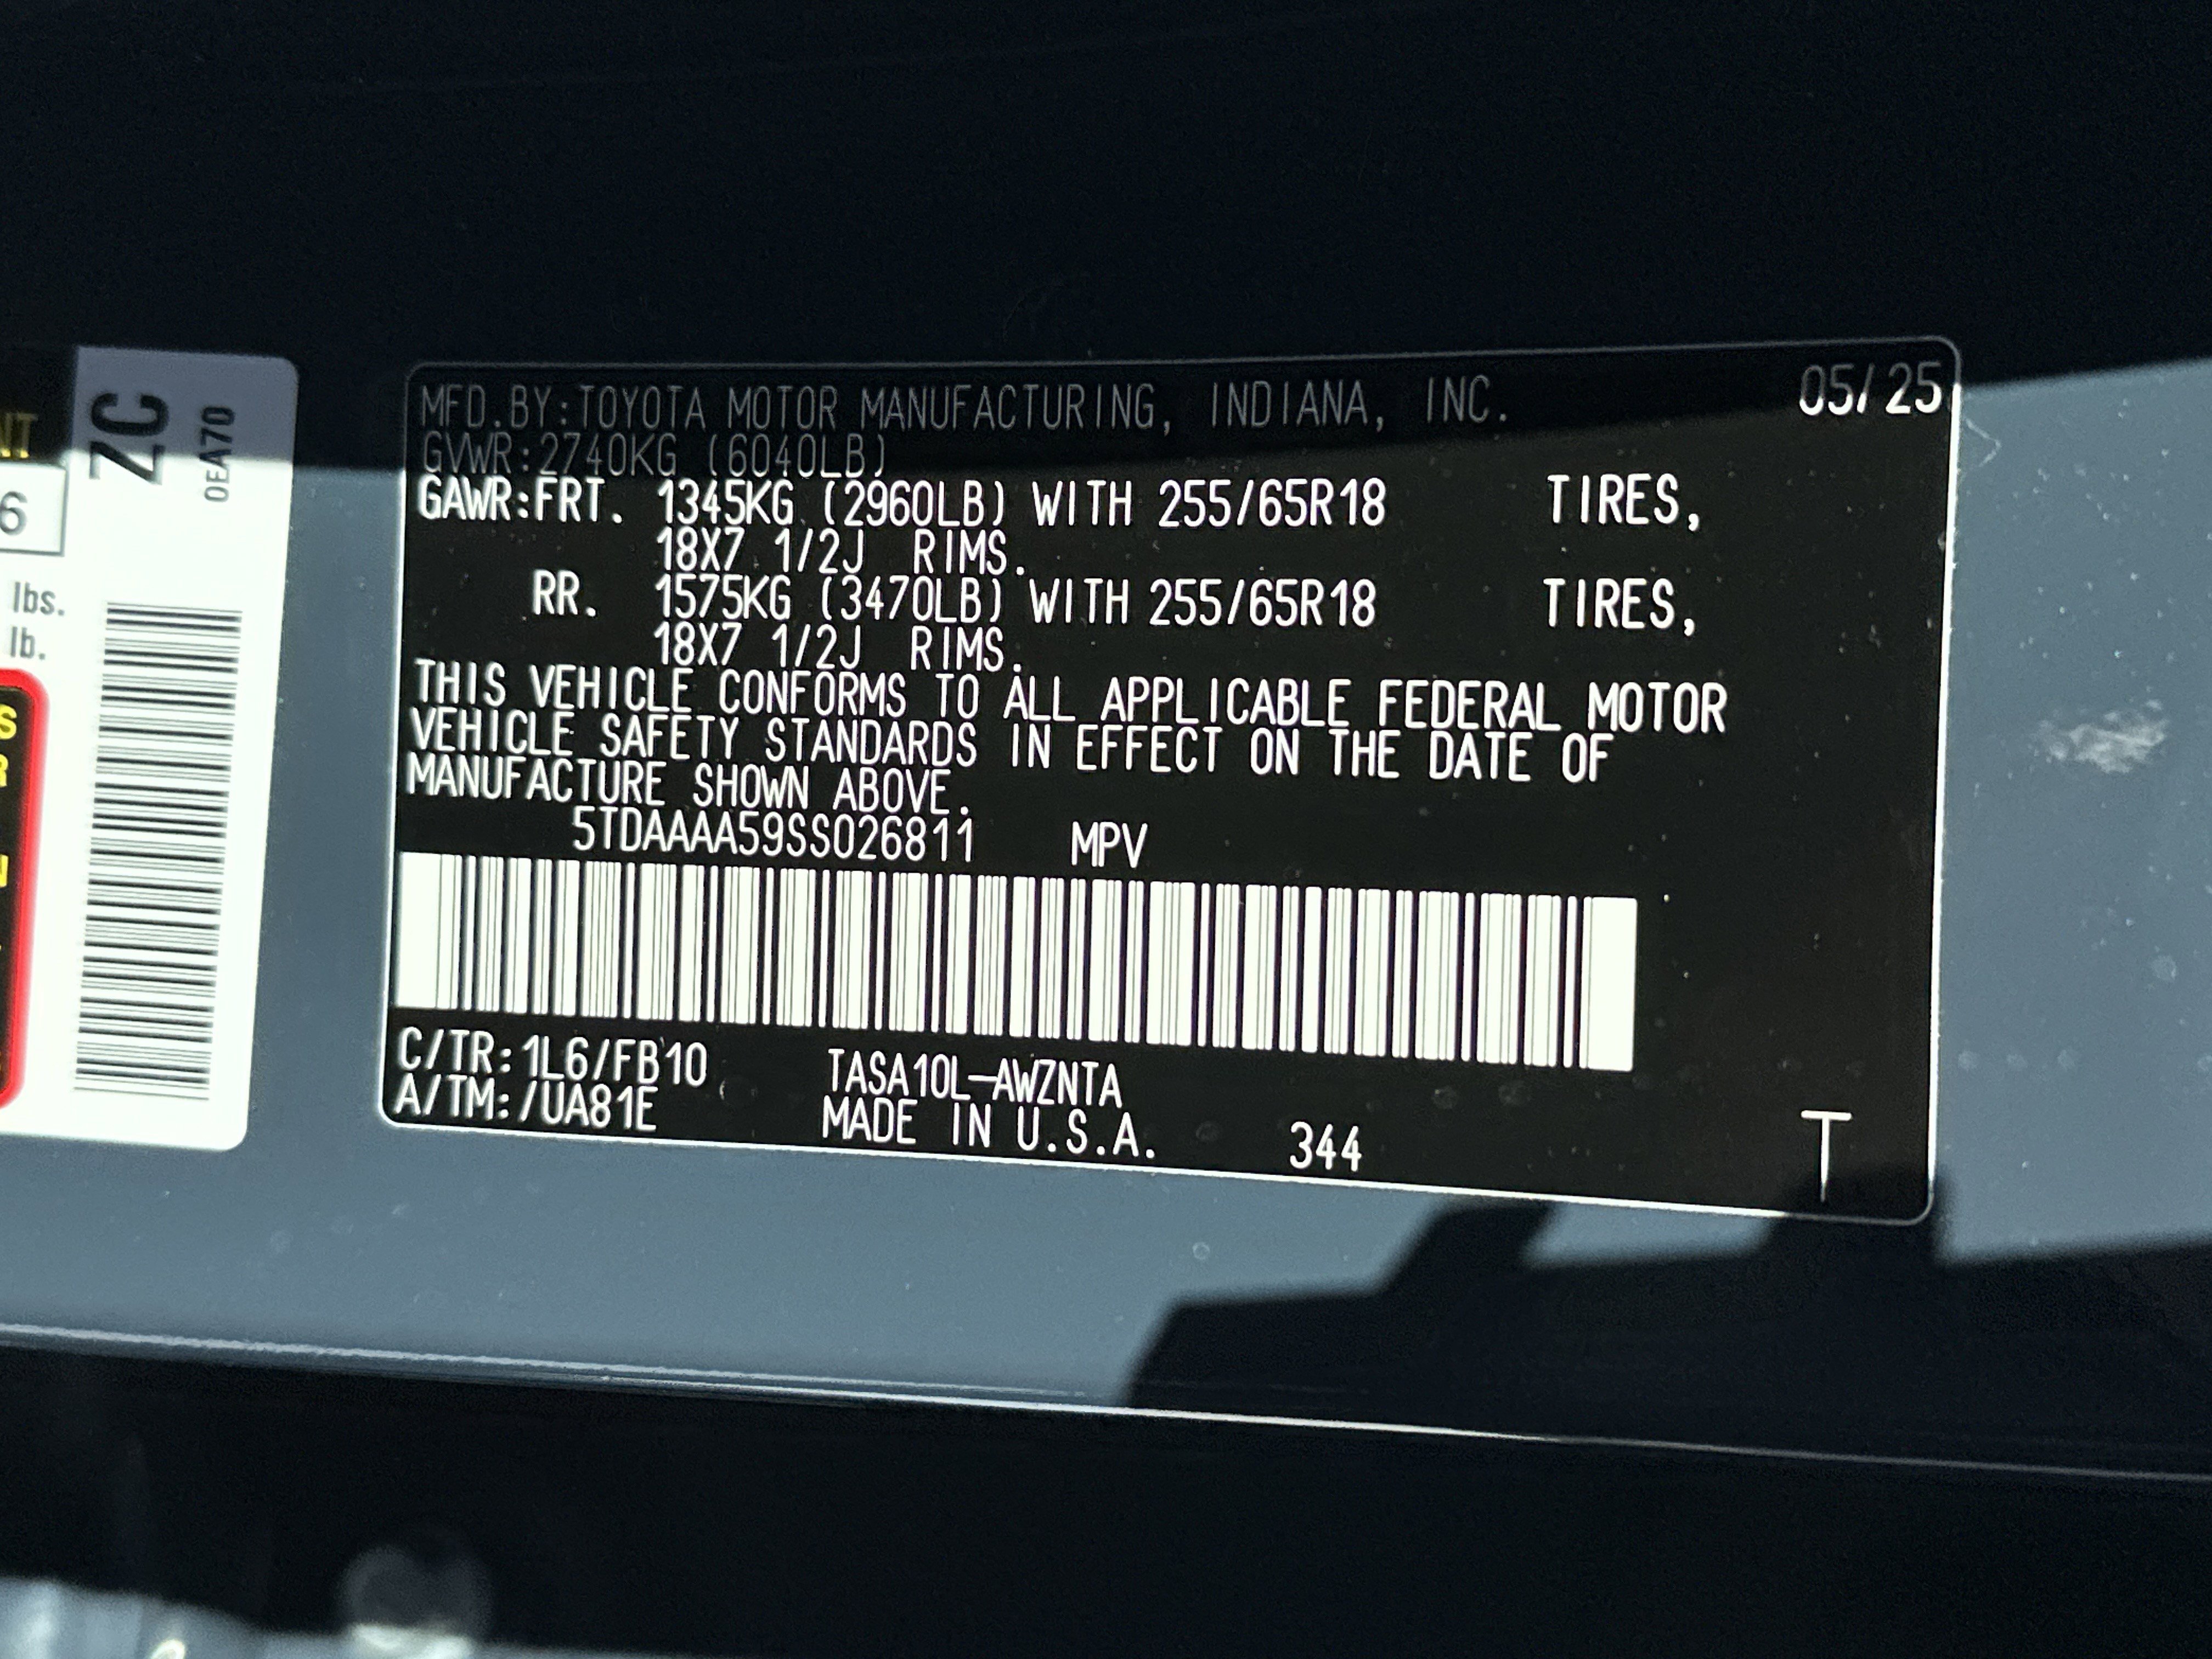 NT
6
lbs.
lb.
S
R
N
ZC
0EA70
MFD.BY:TOYOTA MOTOR MANUFACTURING, INDIANA, INC. 05/25
GVWR:2740KG (6040LB)
GAWR:FRT. 1345KG (2960LB) WITH 255/65R18 TIRES,
18X7 1/2J RIMS.
RR. 1575KG (3470LB) WITH 255/65R18 TIRES,
18X7 1/2J RIMS.
THIS VEHICLE CONFORMS TO ALL APPLICABLE FEDERAL MOTOR
VEHICLE SAFETY STANDARDS IN EFFECT ON THE DATE OF
MANUFACTURE SHOWN ABOVE.
5TDAAAA59SS026811 MPV
C/TR:1L6/FB10 TASA10L-AWZNTA
A/TM:/UA81E MADE IN U.S.A. 344 T